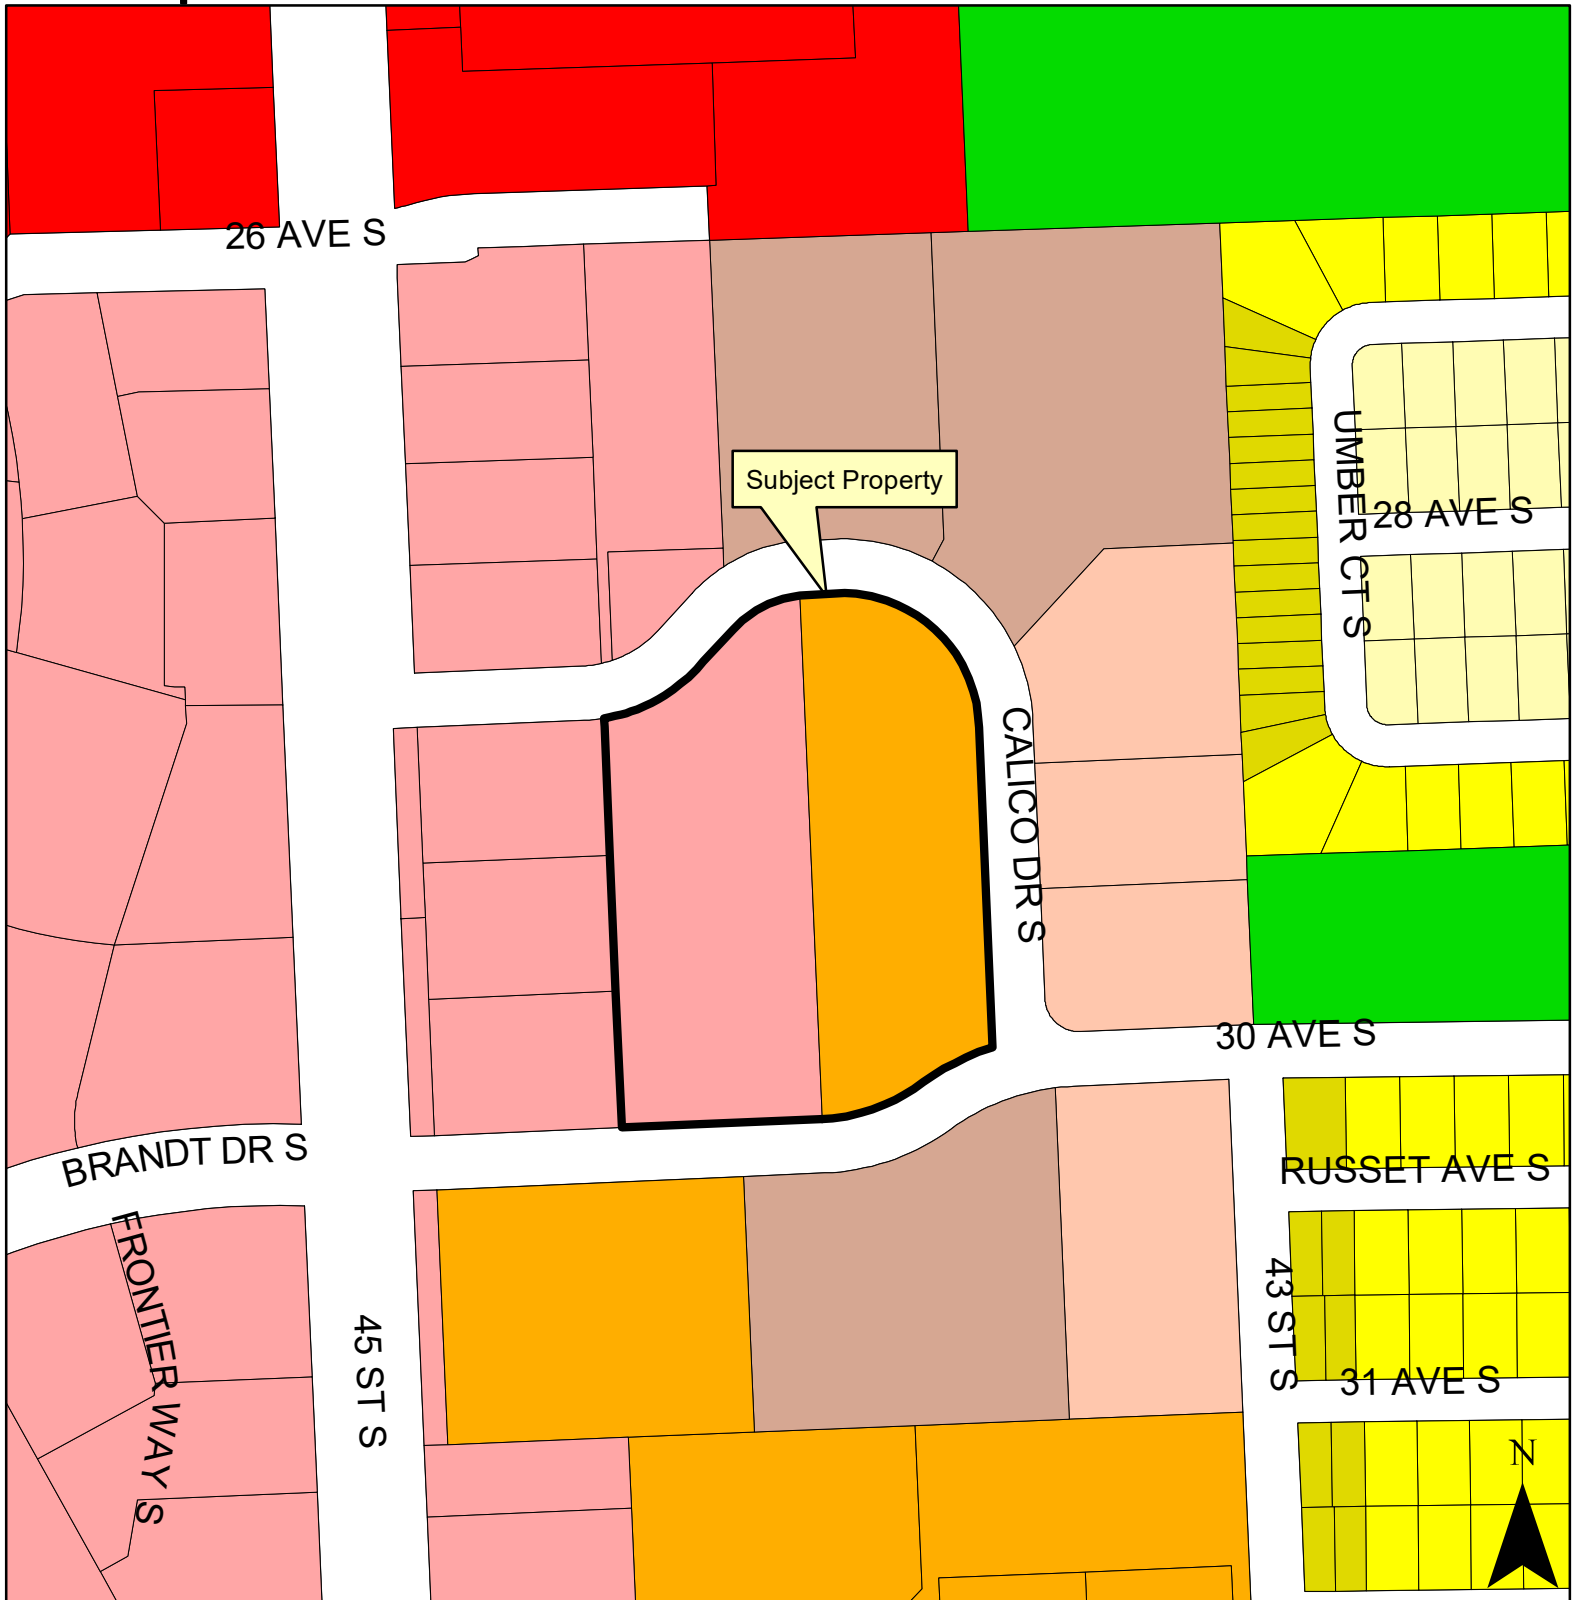 26 AVE S
UMBER CT S
Subject Property
28 AVE S
CALICO DR S
30 AVE S
BRANDT DR S
RUSSET AVE S
FRONTIER WAY S
43 ST S
45 ST S
31 AVE S
N